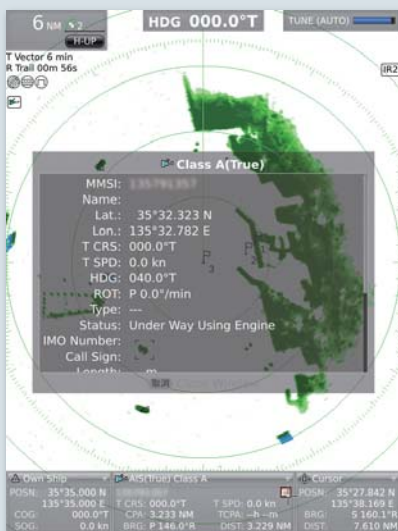 6 NM 2
H-UP
HDG 000.0°T
TUNE (AUTO)
T Vector 6 min
R Trail 00m 56s
IR2
Class A(True)
MMSI:
Name:
Lat.: 35°32.323 N
Lon.: 135°32.782 E
T CRS: 000.0°T
T SPD: 0.0 kn
HDG: 040.0°T
ROT: P 0.0°/min
Type: ---
Status: Under Way Using Engine
IMO Number:
Call Sign:
Length: -- m
取消
P 3
P 2
Own Ship
POSN: 35°35.000 N
135°35.000 E
COG: 000.0°T
SOG: 0.0 kn
AIS(True) Class A
T CRS: 000.0°T T SPD: 0.0 kn
CPA: 3.233 NM TCPA: --h --m
BRG: P 146.0°R DIST: 3.229 NM
Cursor
POSN: 35°27.842 N
135°38.169 E
BRG: S 160.1°R
DIST: 7.610 NM